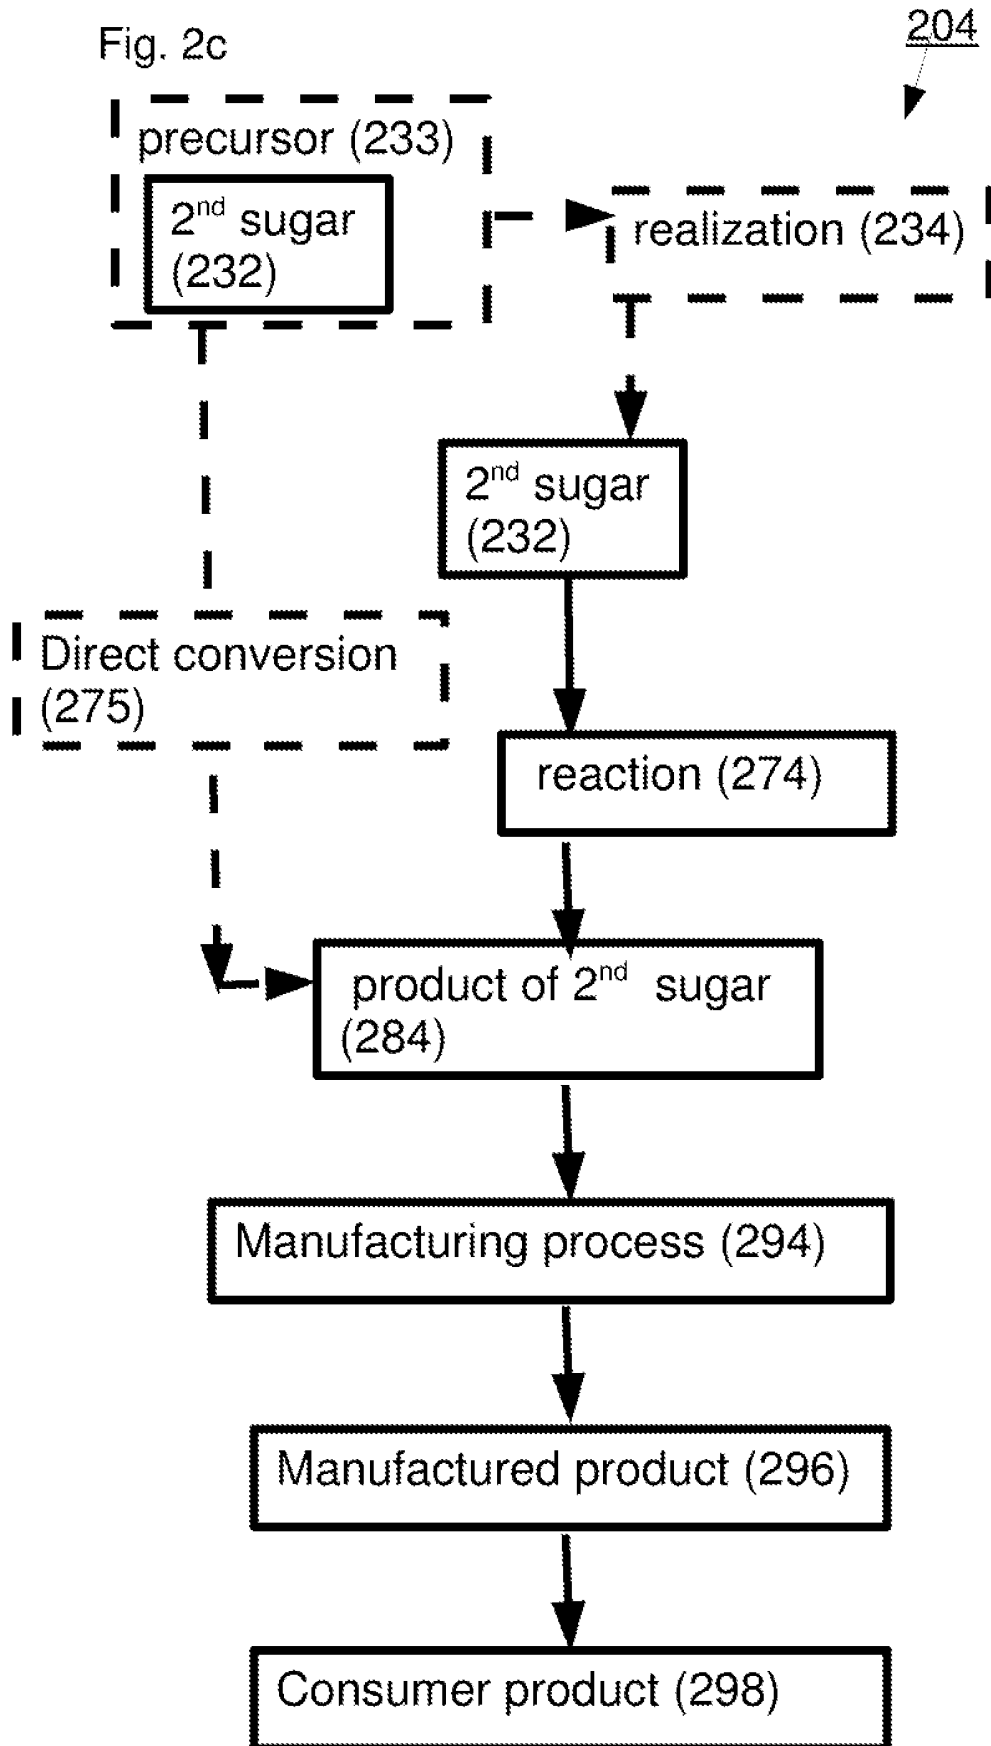 Fig. 2c
204
precursor (233)
2nd sugar
(232)
realization (234)
2nd sugar
(232)
Direct conversion
(275)
reaction (274)
product of 2nd sugar
(284)
Manufacturing process (294)
Manufactured product (296)
Consumer product (298)